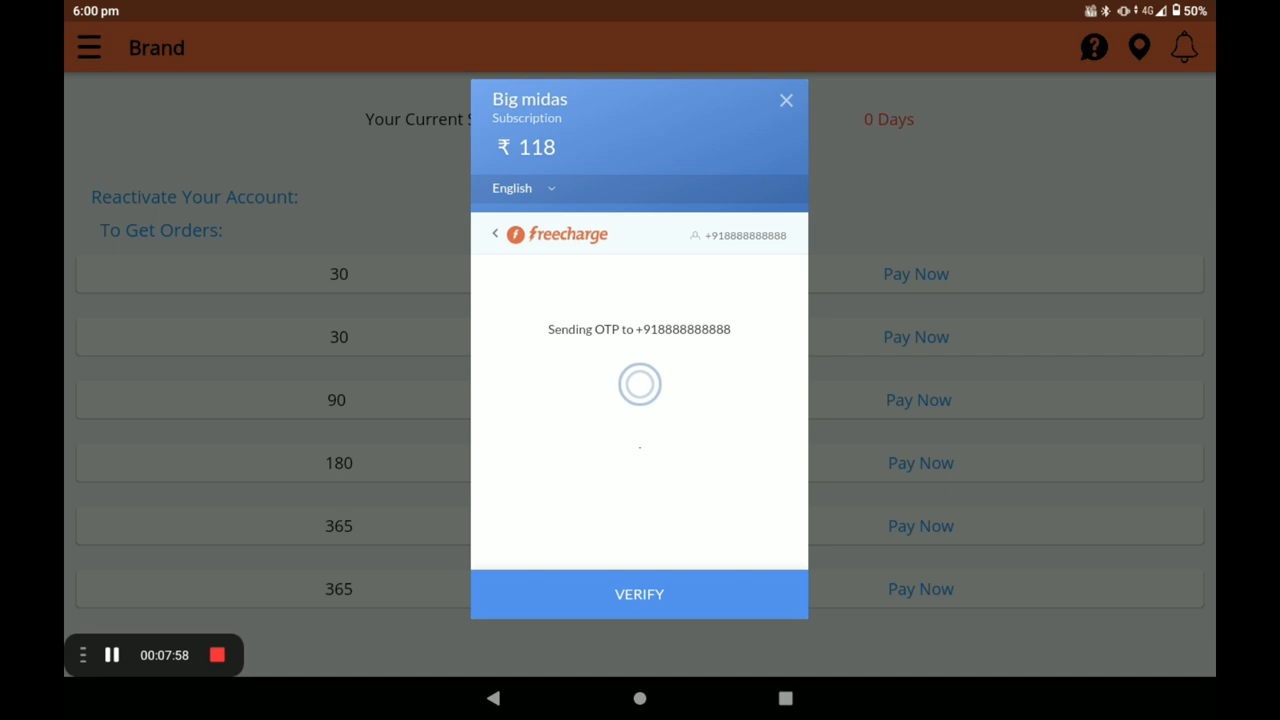 6:00 pm
4G 50%
Brand
Big midas
Subscription
₹ 118
English
Your Current S
0 Days
Reactivate Your Account:
To Get Orders:
freecharge
+918888888888
Sending OTP to +918888888888
.
30 Pay Now
30 Pay Now
90 Pay Now
180 Pay Now
365 Pay Now
365 Pay Now
VERIFY
00:07:58